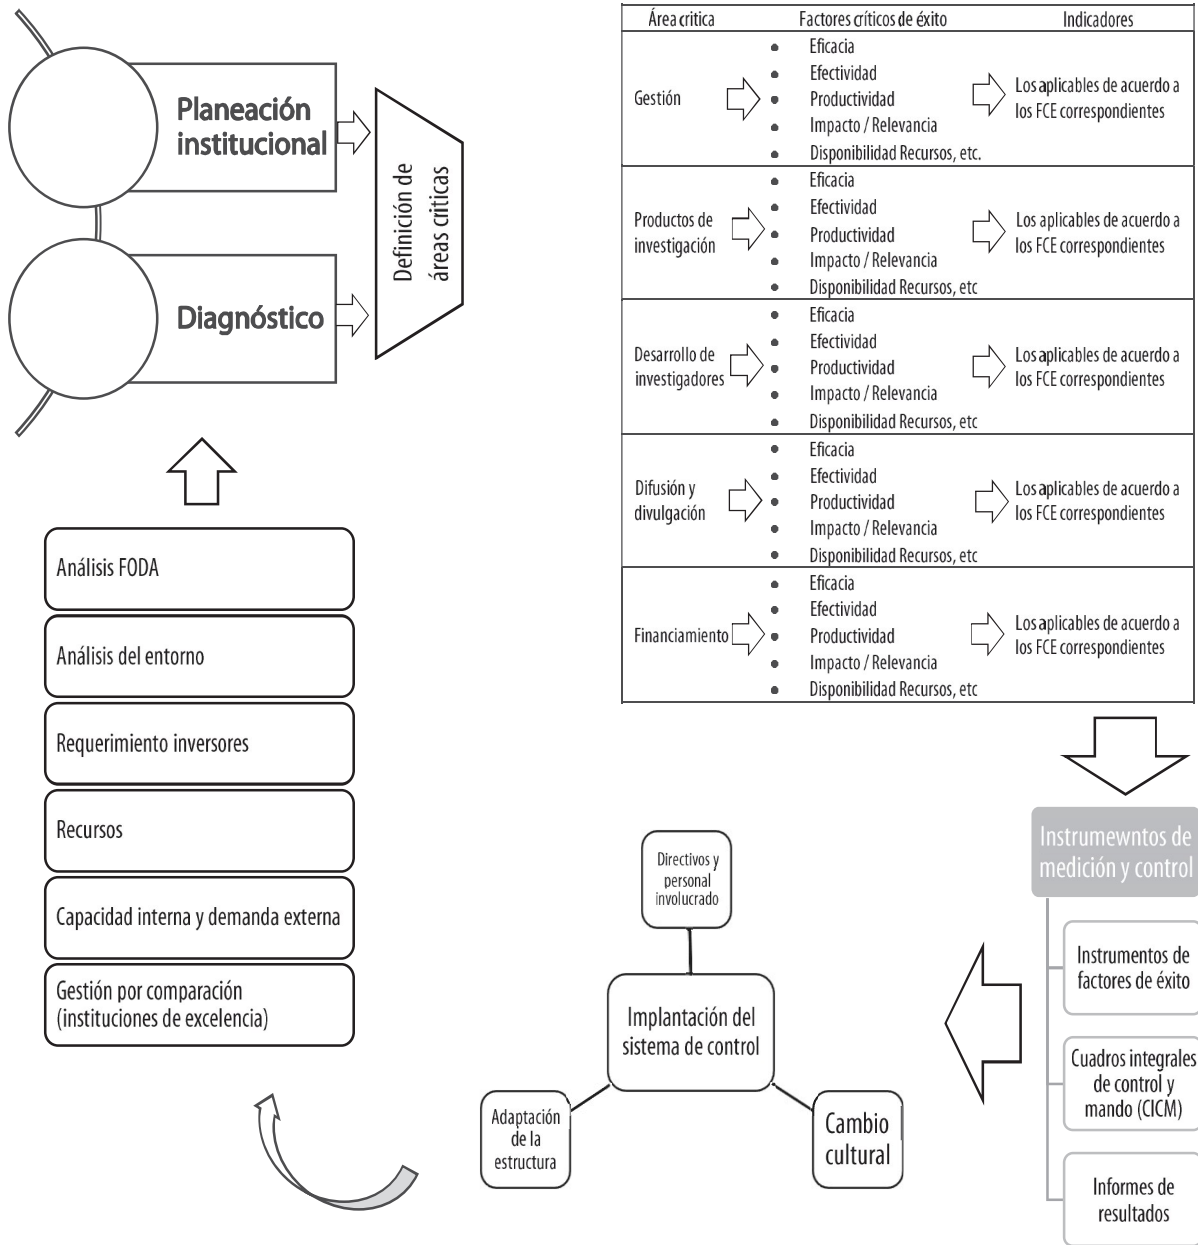 Planeación
institucional
Diagnóstico
Definición de
áreas criticas
Área critica Factores críticos de éxito Indicadores
Gestión
• Eficacia
• Efectividad
• Productividad
• Impacto / Relevancia
• Disponibilidad Recursos, etc.
Los aplicables de acuerdo a
los FCE correspondientes
Productos de
investigación
• Eficacia
• Efectividad
• Productividad
• Impacto / Relevancia
• Disponibilidad Recursos, etc
Los aplicables de acuerdo a
los FCE correspondientes
Desarrollo de
investigadores
• Eficacia
• Efectividad
• Productividad
• Impacto / Relevancia
• Disponibilidad Recursos, etc
Los aplicables de acuerdo a
los FCE correspondientes
Difusión y
divulgación
• Eficacia
• Efectividad
• Productividad
• Impacto / Relevancia
• Disponibilidad Recursos, etc
Los aplicables de acuerdo a
los FCE correspondientes
Financiamiento
• Eficacia
• Efectividad
• Productividad
• Impacto / Relevancia
• Disponibilidad Recursos, etc
Los aplicables de acuerdo a
los FCE correspondientes
Instrumewntos de
medición y control
Instrumentos de
factores de éxito
Cuadros integrales
de control y
mando (CICM)
Informes de
resultados
Directivos y
personal
involucrado
Implantación del
sistema de control
Adaptación
de la
estructura
Cambio
cultural
Análisis FODA
Análisis del entorno
Requerimiento inversores
Recursos
Capacidad interna y demanda externa
Gestión por comparación
(instituciones de excelencia)